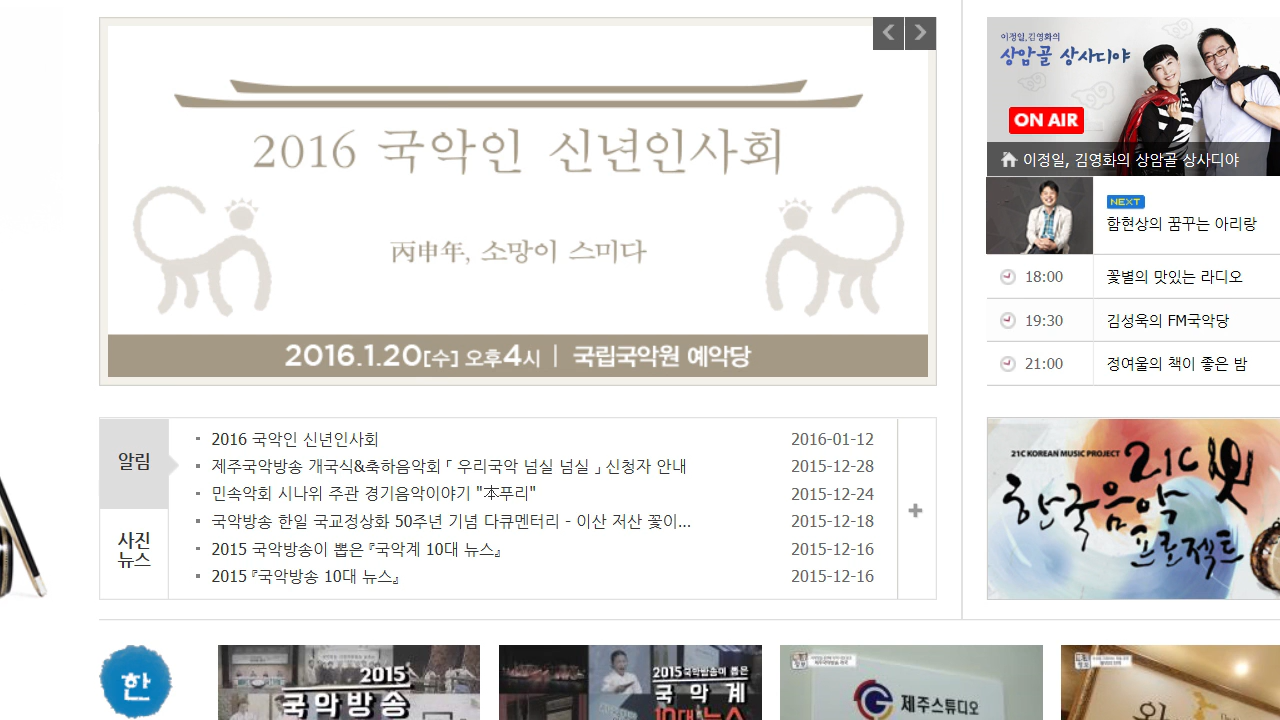 2016 국악인 신년인사회
丙申年, 소망이 스미다
2016.1.20[수] 오후4시 | 국립국악원 예악당
이정일,김영화의
상암골 상사디야
ON AIR
이정일, 김영화의 상암골 상사디야
NEXT
함현상의 꿈꾸는 아리랑
18:00 꽃별의 맛있는 라디오
19:30 김성욱의 FM국악당
21:00 정여울의 책이 좋은 밤
알림
사진
뉴스
2016 국악인 신년인사회 2016-01-12
제주국악방송 개국식&축하음악회 「 우리국악 넘실 넘실 」 신청자 안내 2015-12-28
민속악회 시나위 주관 경기음악이야기 "本푸리" 2015-12-24
국악방송 한일 국교정상화 50주년 기념 다큐멘터리 - 이산 저산 꽃이... 2015-12-18
2015 국악방송이 뽑은 『국악계 10대 뉴스』 2015-12-16
2015 『국악방송 10대 뉴스』 2015-12-16
21C KOREAN MUSIC PROJECT
21C
한국음악
프로젝트
한
2015
국악방송
2015국악방송이 뽑은
국악계
10대 뉴스
제주스튜디오